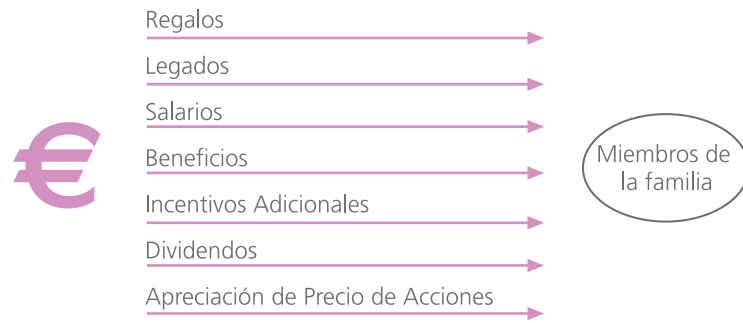 Regalos
Legados
Salarios
€
Beneficios
Miembros de
la familia
Incentivos Adicionales
Dividendos
Apreciación de Precio de Acciones